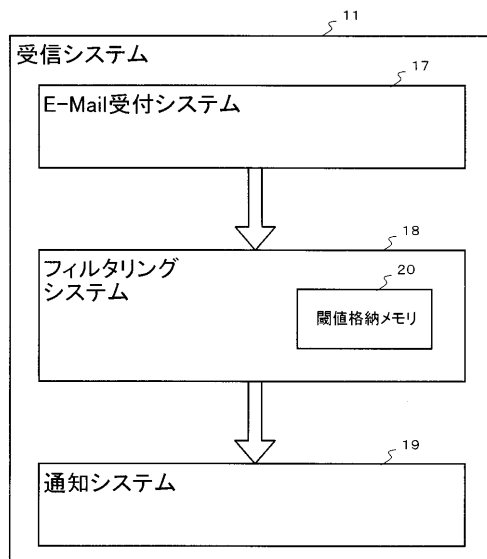 11
受信システム
17
E-Mail受付システム
18
フィルタリング
システム
20
閾値格納メモリ
19
通知システム